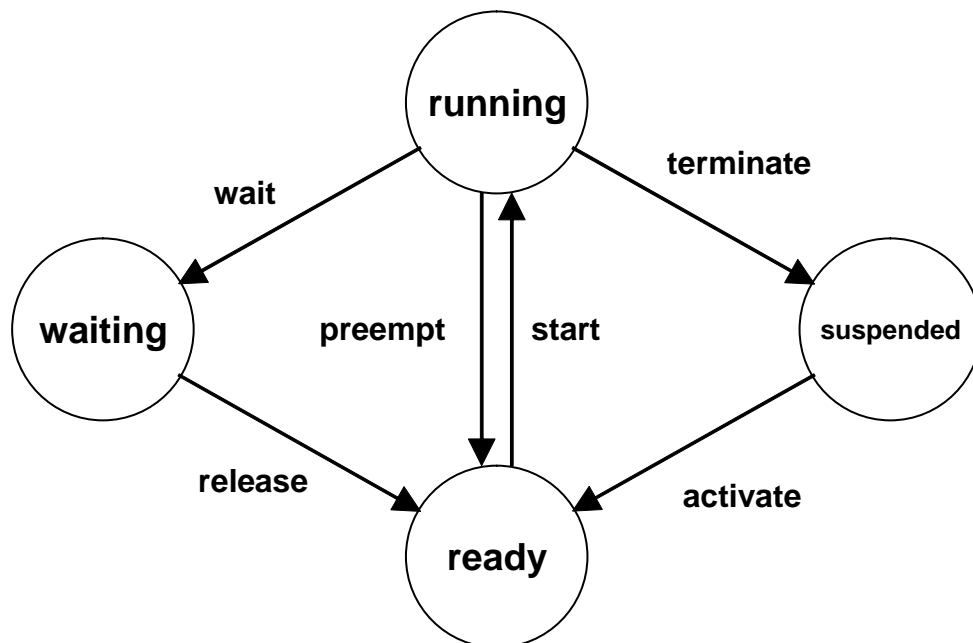 running
terminate
wait
waiting
preempt
start
suspended
release
activate
ready